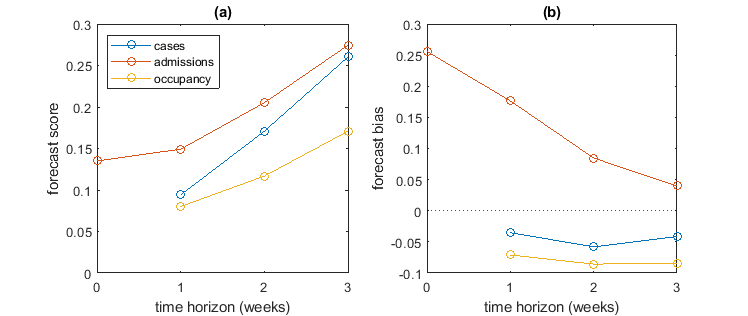 (a)
0.3
0.25
0.2
0.15
0.1
0.05
0
forecast score
cases
admissions
occupancy
0
1
2
3
time horizon (weeks)
(b)
0.3
0.25
0.2
0.15
0.1
0.05
0
-0.05
-0.1
forecast bias
0
1
2
3
time horizon (weeks)